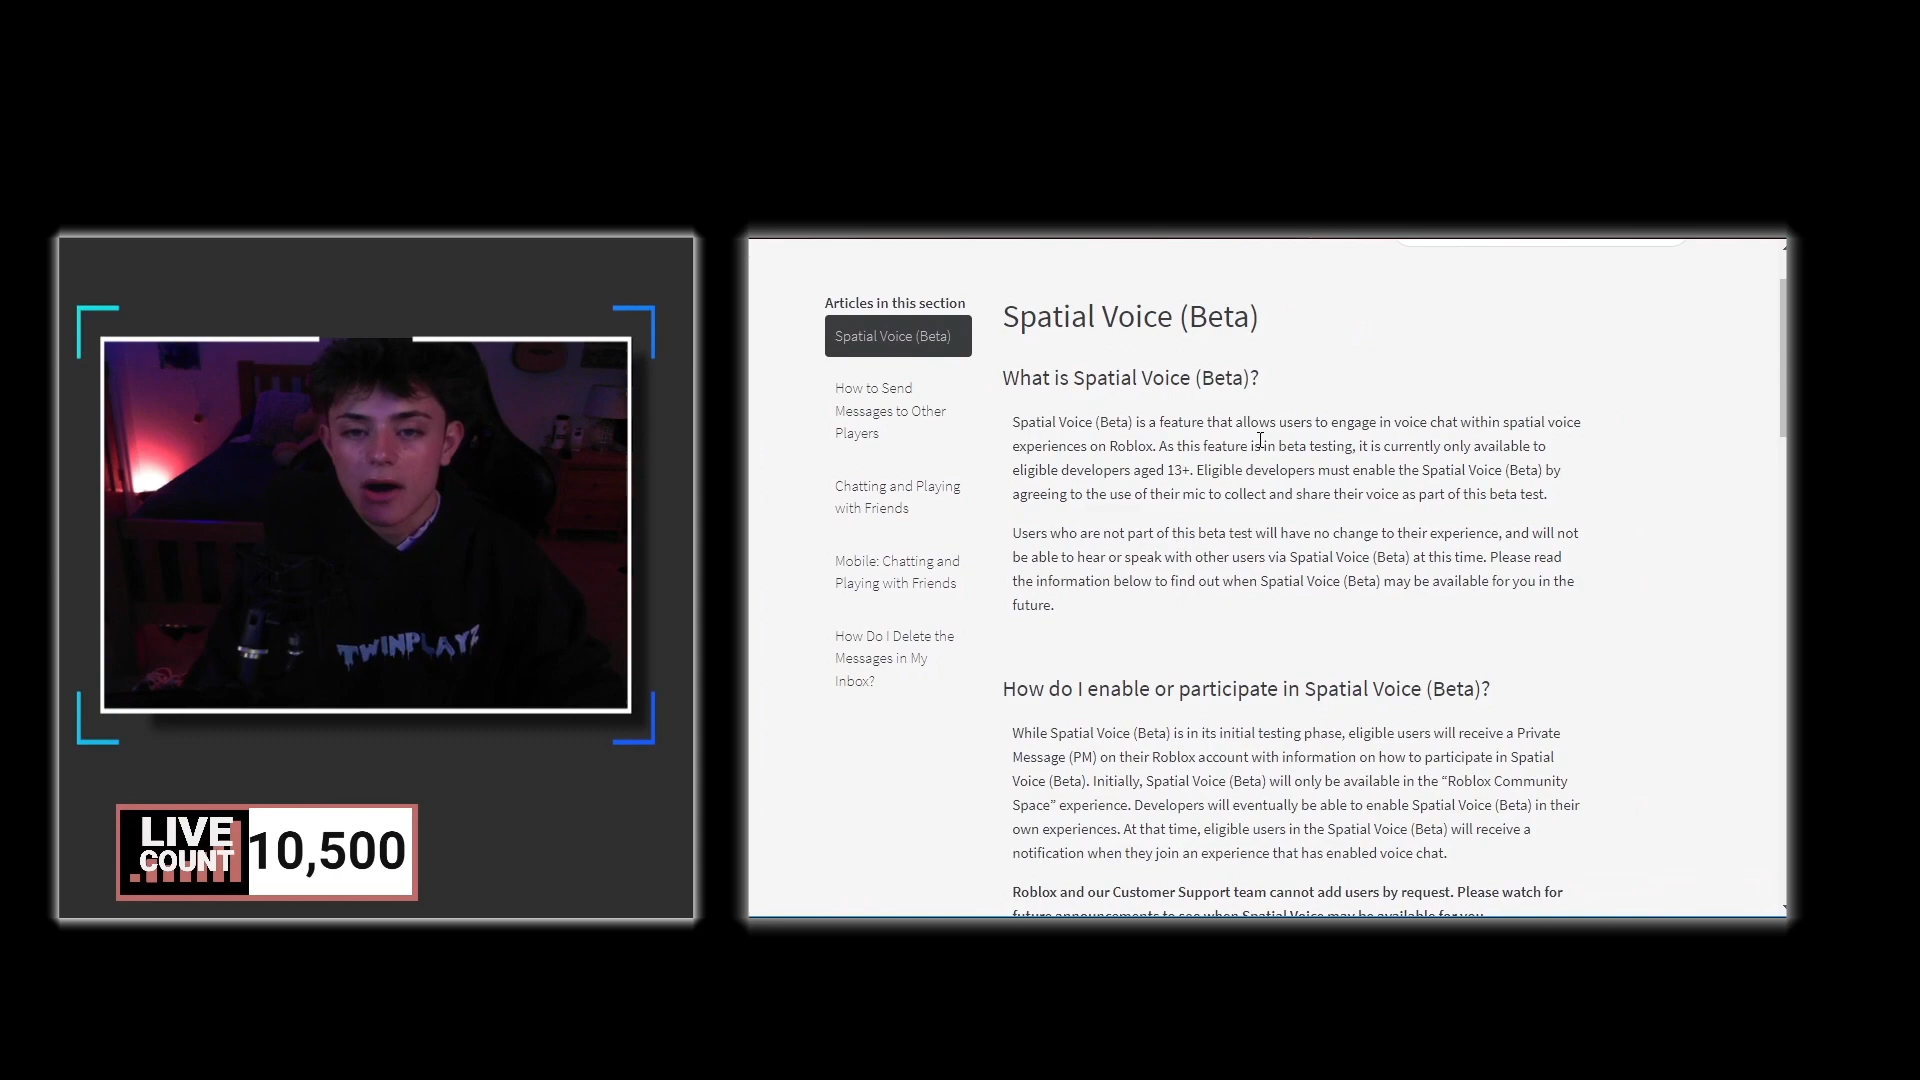 TWINPLAYZ
LIVE
COUNT
10,500
Articles in this section
Spatial Voice (Beta)
How to Send
Messages to Other
Players
Chatting and Playing
with Friends
Mobile: Chatting and
Playing with Friends
How Do I Delete the
Messages in My
Inbox?
Spatial Voice (Beta)
What is Spatial Voice (Beta)?
Spatial Voice (Beta) is a feature that allows users to engage in voice chat within spatial voice
experiences on Roblox. As this feature is in beta testing, it is currently only available to
eligible developers aged 13+. Eligible developers must enable the Spatial Voice (Beta) by
agreeing to the use of their mic to collect and share their voice as part of this beta test.
Users who are not part of this beta test will have no change to their experience, and will not
be able to hear or speak with other users via Spatial Voice (Beta) at this time. Please read
the information below to find out when Spatial Voice (Beta) may be available for you in the
future.
How do I enable or participate in Spatial Voice (Beta)?
While Spatial Voice (Beta) is in its initial testing phase, eligible users will receive a Private
Message (PM) on their Roblox account with information on how to participate in Spatial
Voice (Beta). Initially, Spatial Voice (Beta) will only be available in the “Roblox Community
Space” experience. Developers will eventually be able to enable Spatial Voice (Beta) in their
own experiences. At that time, eligible users in the Spatial Voice (Beta) will receive a
notification when they join an experience that has enabled voice chat.
Roblox and our Customer Support team cannot add users by request. Please watch for
future announcements to see when Spatial Voice may be available for you.